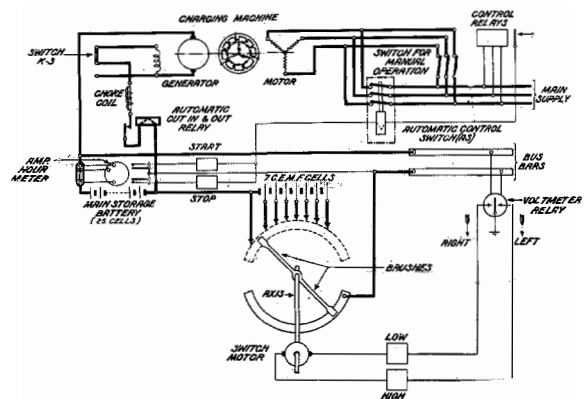 CHARGING MACHINE
CONTROL
RELAYS
SWITCH
K-3
GENERATOR
MOTOR
SWITCH FOR
MANUAL
OPERATION
MAIN
SUPPLY
CHOKE
COIL
AUTOMATIC
CUT IN & OUT
RELAY
AUTOMATIC CONTROL
SWITCH (AS)
START
AMP.
HOUR
METER
BUS
BARS
STOP
7 C.E.M.F. CELLS
MAIN STORAGE
BATTERY
(25 CELLS)
VOLTMETER
RELAY
RIGHT
LEFT
BRUSHES
AXIS
SWITCH
MOTOR
LOW
HIGH